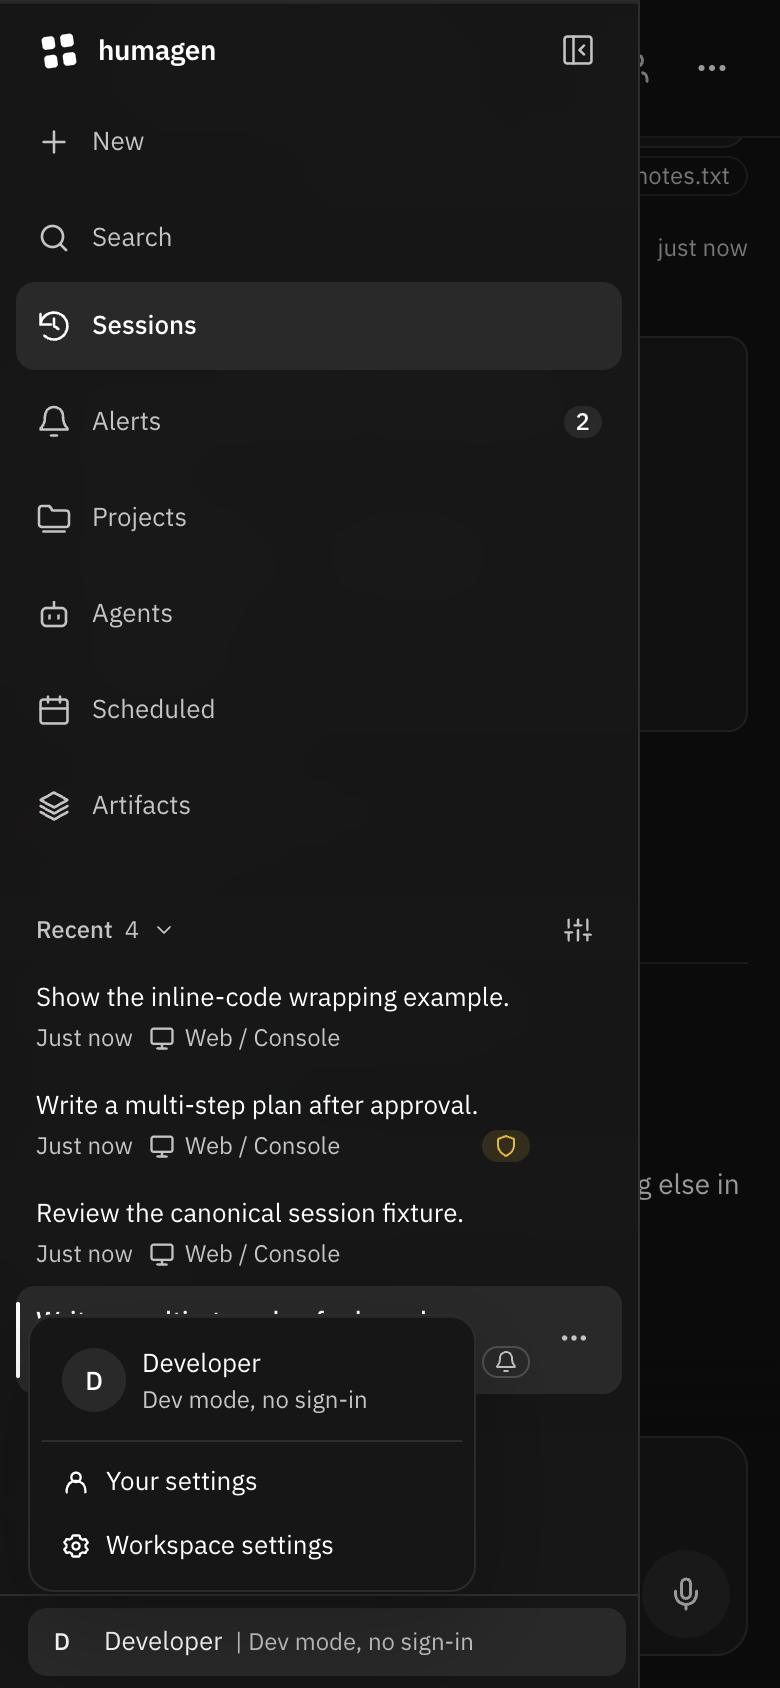 humagen
New
notes.txt
Search
just now
Sessions
Alerts
2
Projects
Agents
Scheduled
Artifacts
Recent 4
Show the inline-code wrapping example.
Just now Web / Console
Write a multi-step plan after approval.
Just now Web / Console
g else in
Review the canonical session fixture.
Just now Web / Console
D
Developer
Dev mode, no sign-in
Your settings
Workspace settings
D Developer | Dev mode, no sign-in